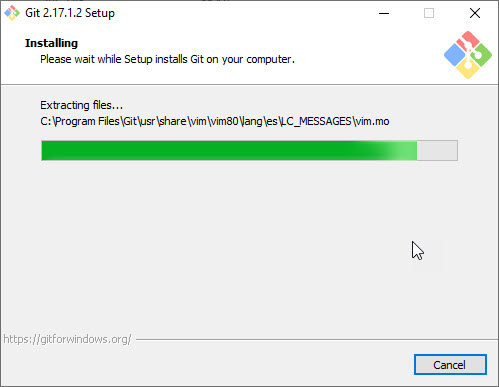 Git 2.17.1.2 Setup
Installing
Please wait while Setup installs Git on your computer.
Extracting files...
C:\Program Files\Git\usr\share\vim\vim80\lang\es\LC_MESSAGES\vim.mo
https://gitforwindows.org/
Cancel